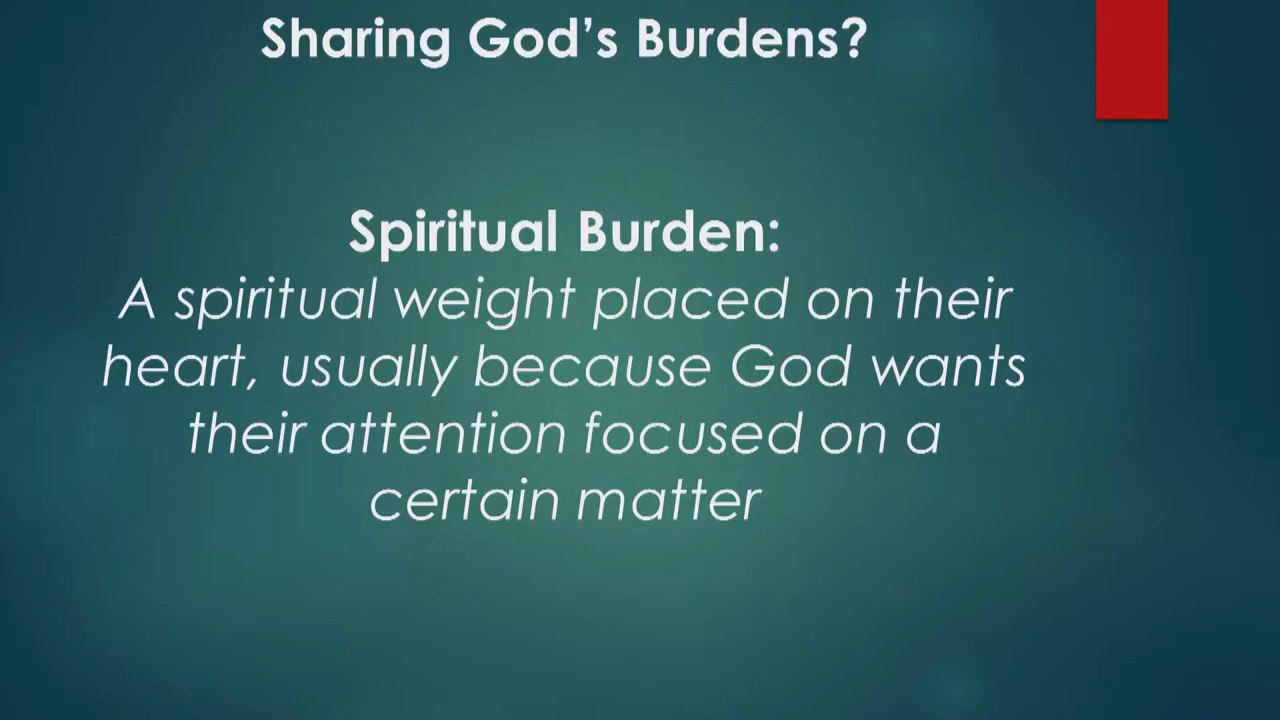 Sharing God’s Burdens?
Spiritual Burden:
A spiritual weight placed on their
heart, usually because God wants
their attention focused on a
certain matter